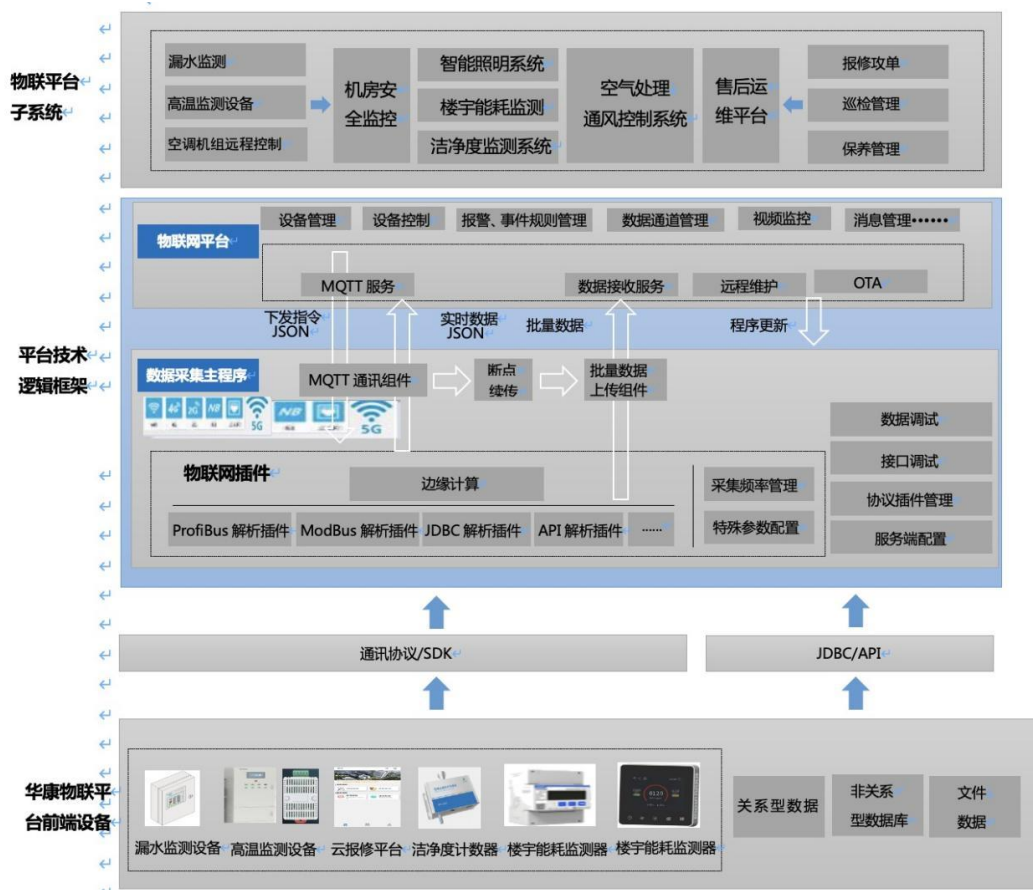 物联平台
子系统
漏水监测
高温监测设备
空调机组远程控制
机房安
全监控
智能照明系统
楼宇能耗监测
洁净度监测系统
空气处理
通风控制系统
售后运
维平台
报修攻单
巡检管理
保养管理
平台技术
逻辑框架
物联网平台
设备管理
设备控制
报警、事件规则管理
数据通道管理
视频监控
消息管理••••••
MQTT 服务
数据接收服务
远程维护
OTA
下发指令
JSON
实时数据
JSON
批量数据
程序更新
数据采集主程序
MQTT 通讯组件
断点
续传
批量数据
上传组件
4G
2G
NB
5G
NB
5G
物联网插件
边缘计算
ProfiBus 解析插件
ModBus 解析插件
JDBC 解析插件
API 解析插件
......
采集频率管理
特殊参数配置
数据调试
接口调试
协议插件管理
服务端配置
通讯协议/SDK
JDBC/API
华康物联平
台前端设备
漏水监测设备
高温监测设备
云报修平台
洁净度计数器
楼宇能耗监测器
楼宇能耗监测器
关系型数据
非关系
型数据库
文件
数据